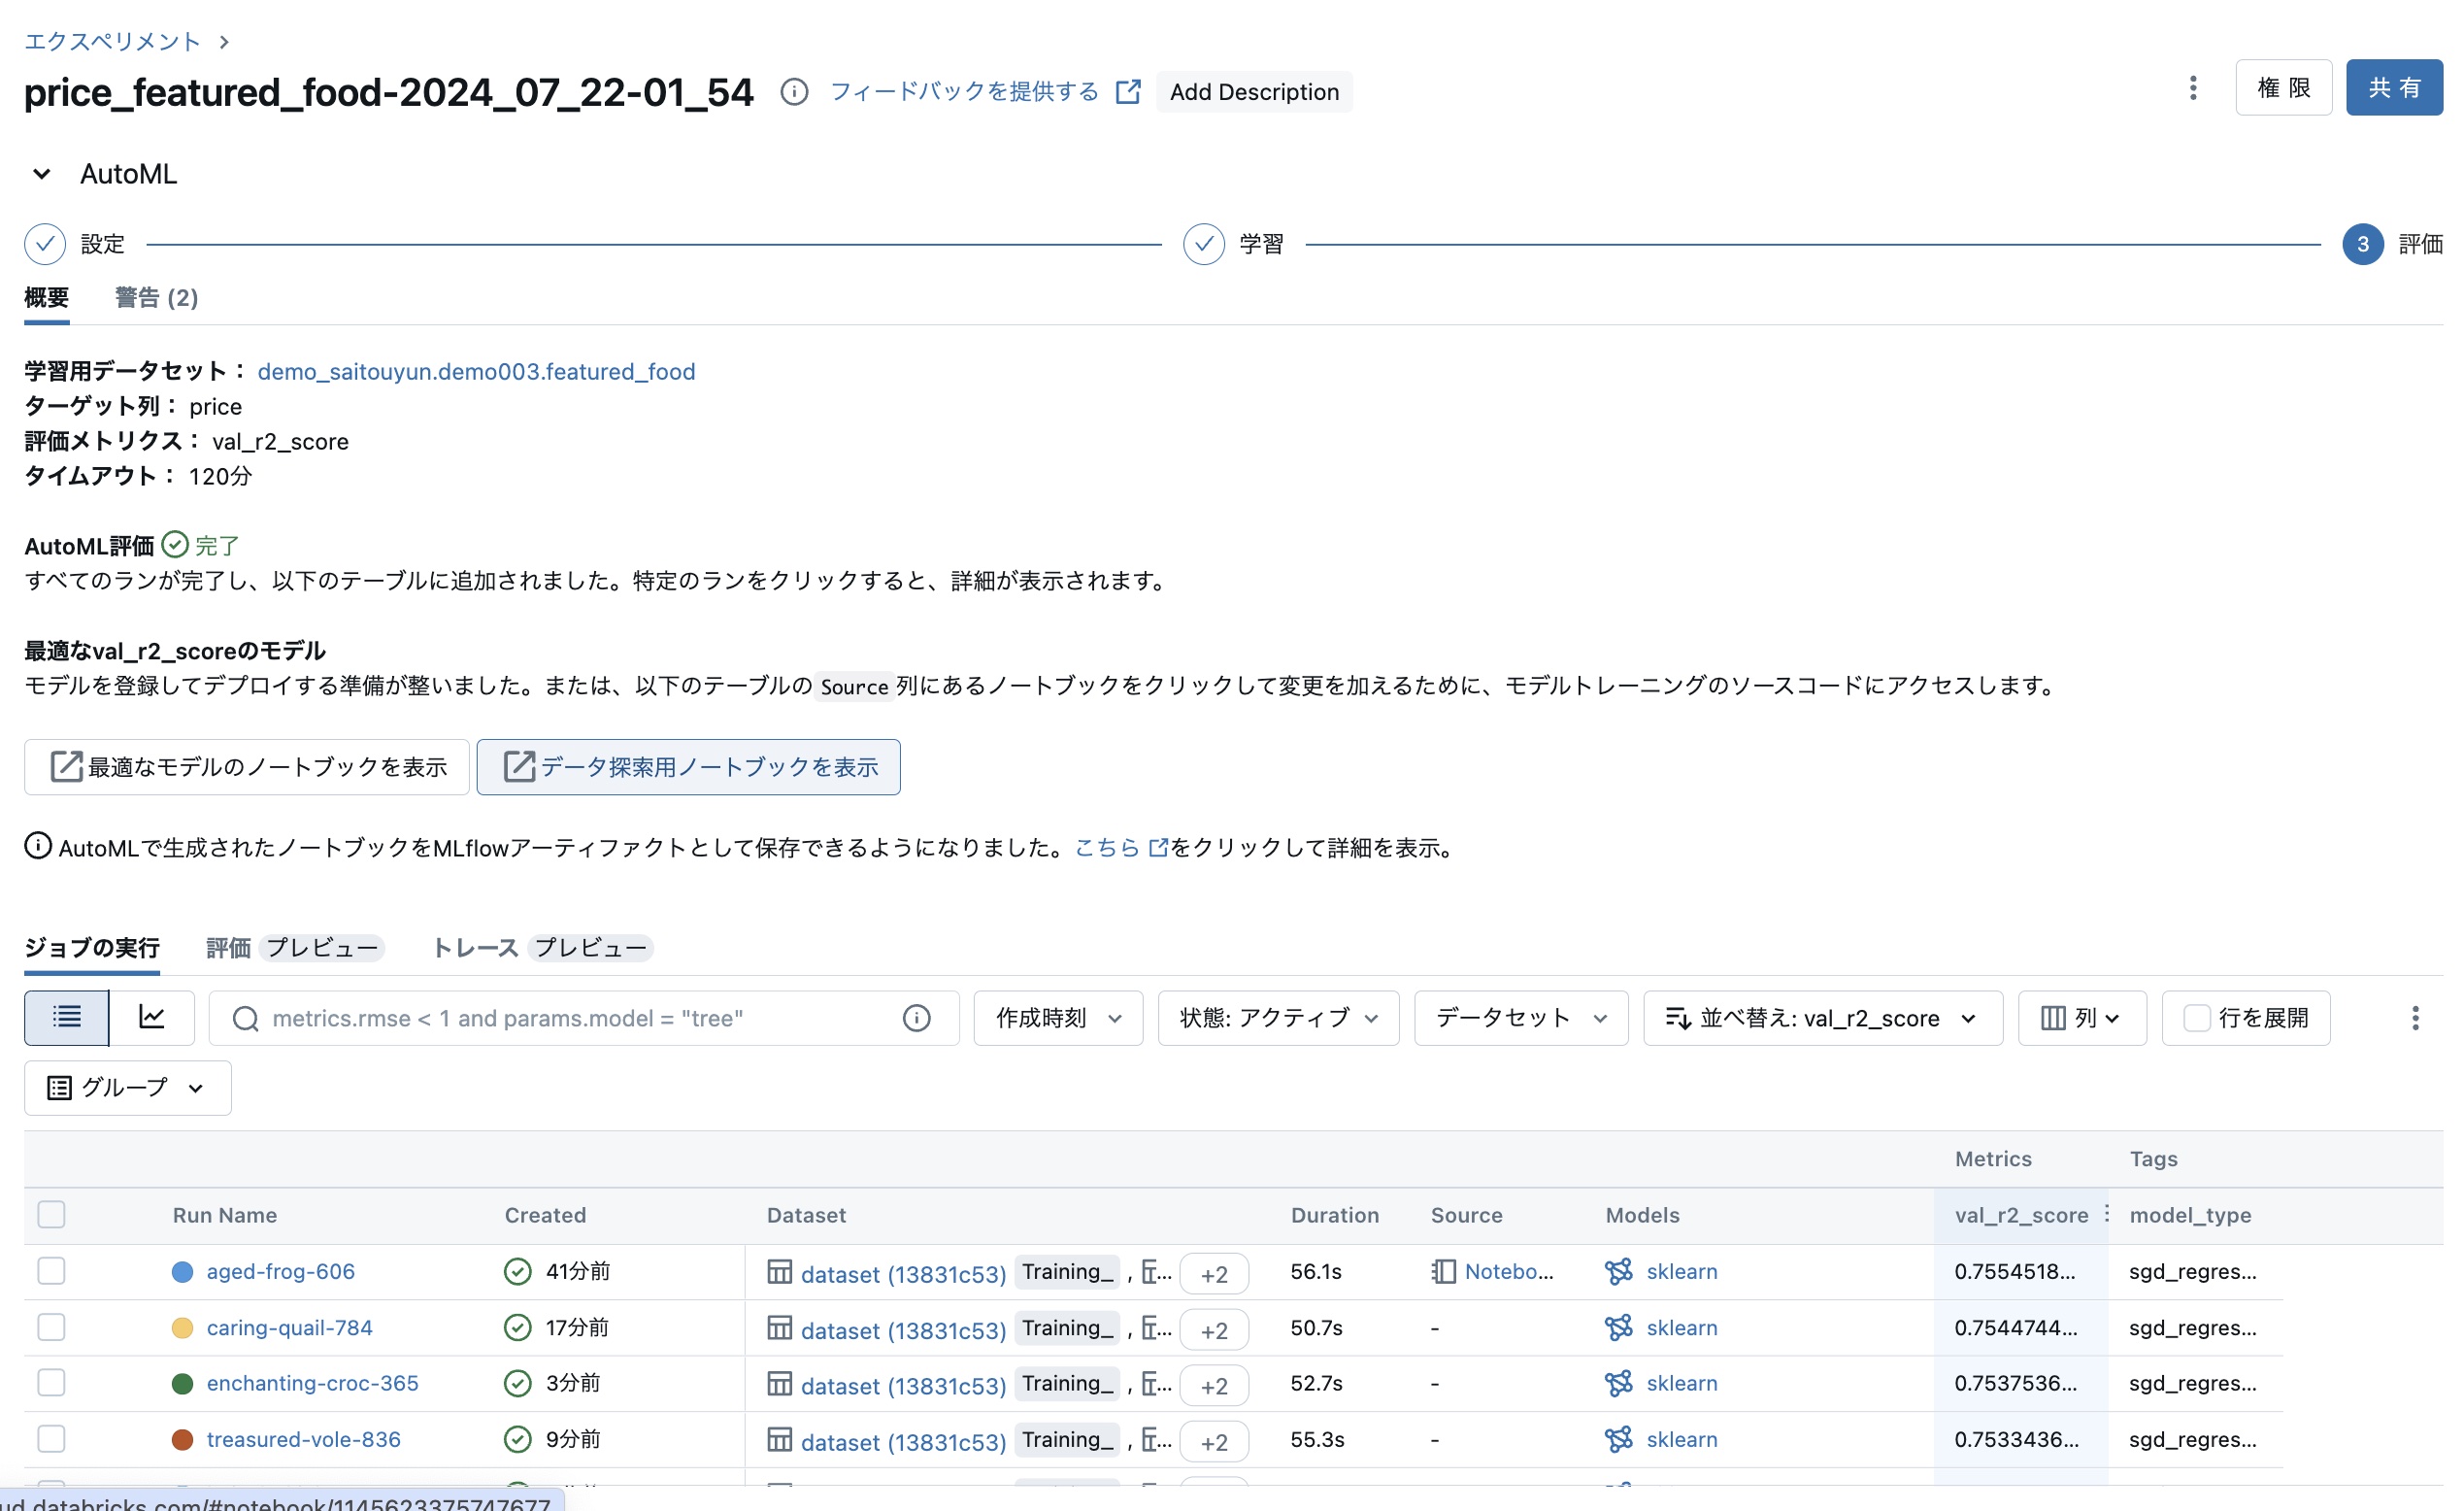 エクスペリメント
price_featured_food-2024_07_22-01_54 フィードバックを提供する Add Description 権限 共有
AutoML
設定 学習 3 評価
概要 警告 (2)
学習用データセット： demo_saitouyun.demo003.featured_food
ターゲット列： price
評価メトリクス： val_r2_score
タイムアウト： 120分
AutoML評価 完了
すべてのランが完了し、以下のテーブルに追加されました。特定のランをクリックすると、詳細が表示されます。
最適なval_r2_scoreのモデル
モデルを登録してデプロイする準備が整いました。または、以下のテーブルの Source 列にあるノートブックをクリックして変更を加えるために、モデルトレーニングのソースコードにアクセスします。
最適なモデルのノートブックを表示 データ探索用ノートブックを表示
AutoMLで生成されたノートブックをMLflowアーティファクトとして保存できるようになりました。こちらをクリックして詳細を表示。
ジョブの実行 評価 プレビュー トレース プレビュー
metrics.rmse < 1 and params.model = "tree" 作成時刻 状態: アクティブ データセット 並べ替え: val_r2_score 列 行を展開
グループ
Metrics Tags
Run Name Created Dataset Duration Source Models val_r2_score model_type
aged-frog-606 41分前 dataset (13831c53) Training_ , ... +2 56.1s Notebo... sklearn 0.7554518... sgd_regres...
caring-quail-784 17分前 dataset (13831c53) Training_ , ... +2 50.7s - sklearn 0.7544744... sgd_regres...
enchanting-croc-365 3分前 dataset (13831c53) Training_ , ... +2 52.7s - sklearn 0.7537536... sgd_regres...
treasured-vole-836 9分前 dataset (13831c53) Training_ , ... +2 55.3s - sklearn 0.7533436... sgd_regres...
ud.databricks.com/#notebook/1145623375747677